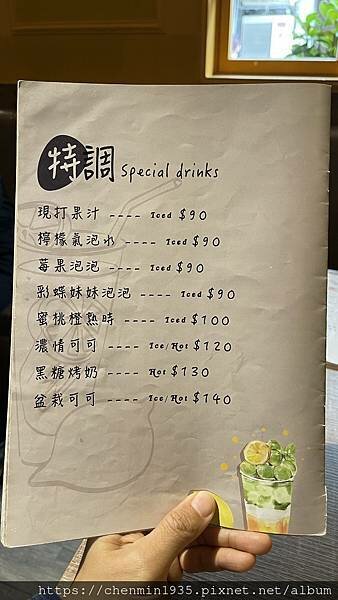 特調 Special drinks
現打果汁 ---- Iced $90
檸檬氣泡水 ---- Iced $90
莓果泡泡 ---- Iced $90
彩蝶妹妹泡泡 ---- Iced $90
蜜桃橙熟時 ---- Iced $100
濃情可可 ---- Ice/Hot $120
黑糖烤奶 ---- Hot $130
盆栽可可 ---- Ice/Hot $140
https://chenmin1935.pixnet.net/album